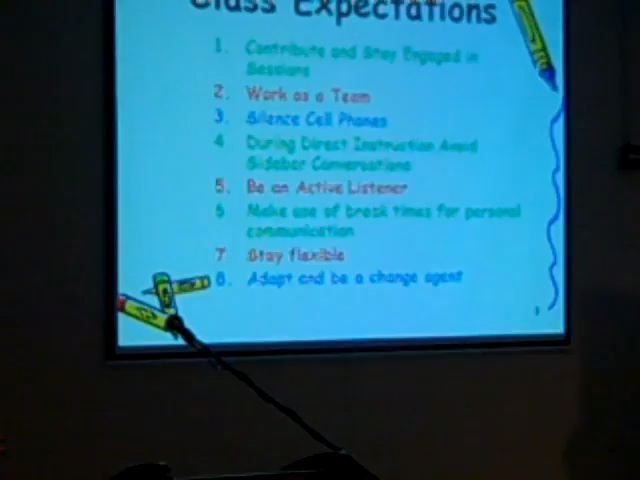 Class Expectations
1. Contribute and Stay Engaged in
Sessions
2. Work as a Team
3. Silence Cell Phones
4 During Direct Instruction Avoid
Sidebar Conversations
5. Be an Active Listener
6 Make use of break times for personal
communication
7 Stay flexible
8. Adapt and be a change agent